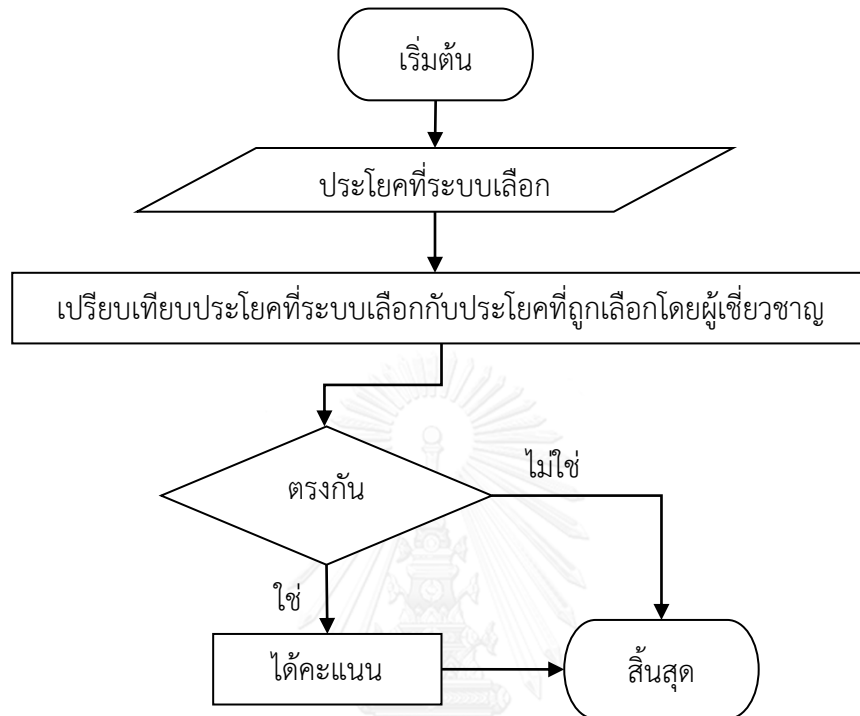 เริ่มต้น
ประโยคที่ระบบเลือก
เปรียบเทียบประโยคที่ระบบเลือกกับประโยคที่ถูกเลือกโดยผู้เชี่ยวชาญ
ตรงกัน
ไม่ใช่
ใช่
ได้คะแนน
สิ้นสุด